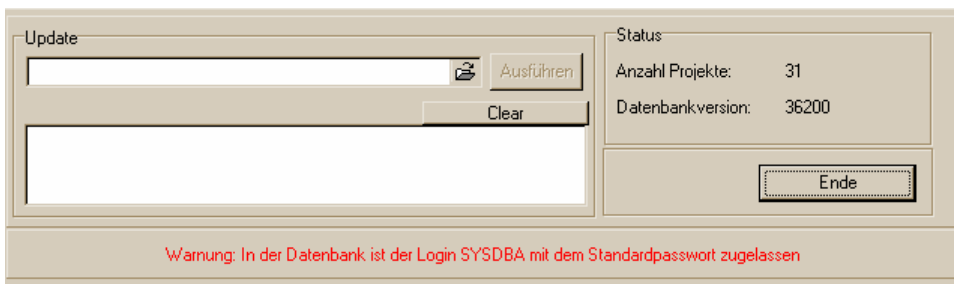 Update
Ausführen
Clear
Status
Anzahl Projekte: 31
Datenbankversion: 36200
Ende
Warnung: In der Datenbank ist der Login SYSDBA mit dem Standardpasswort zugelassen